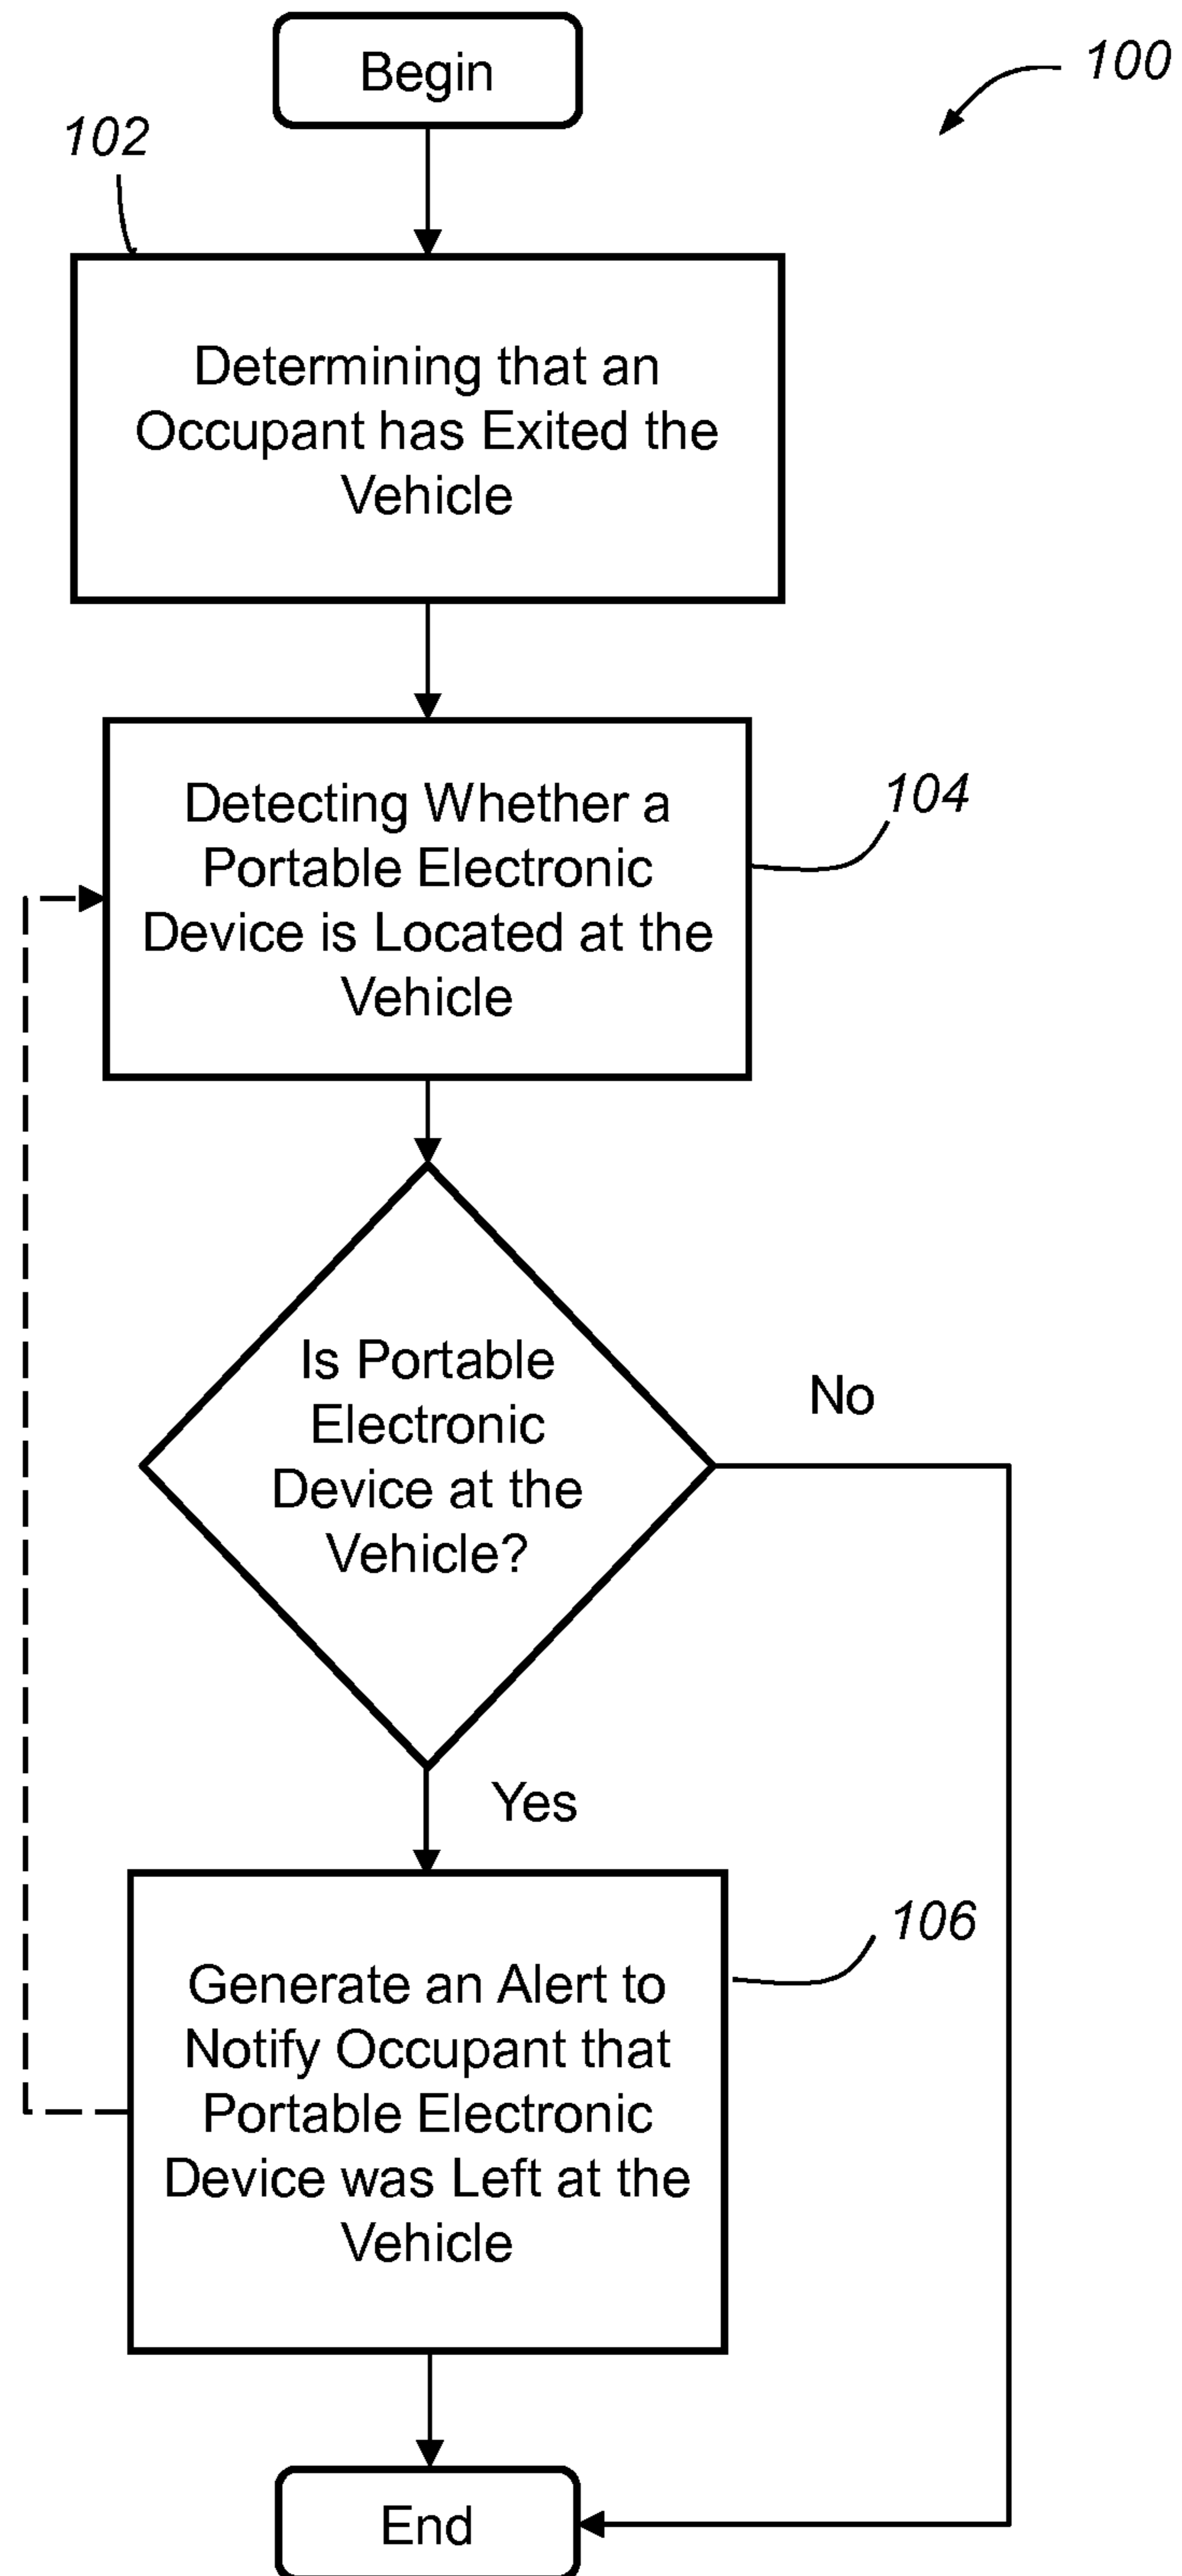 Begin
100
102
Determining that an
Occupant has Exited the
Vehicle
Detecting Whether a
Portable Electronic
Device is Located at the
Vehicle
104
Is Portable
Electronic
Device at the
Vehicle?
No
Yes
Generate an Alert to
Notify Occupant that
Portable Electronic
Device was Left at the
Vehicle
106
End